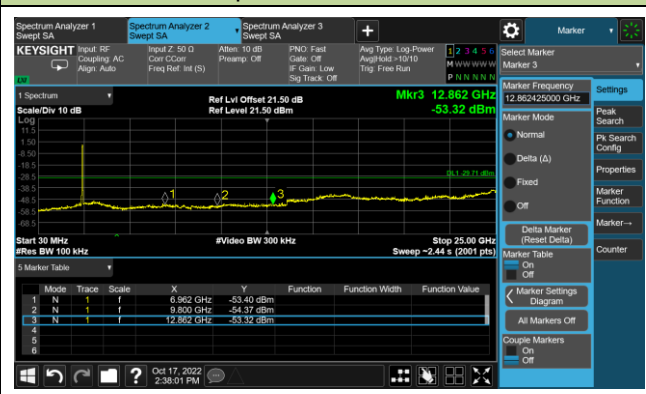 Spectrum Analyzer 1
Swept SA
Spectrum Analyzer 2
Swept SA
Spectrum Analyzer 3
Swept SA
Marker
KEYSIGHT
Input: RF
Coupling: AC
Align: Auto
Input Z: 50 Ω
Corr CCorr
Freq Ref: Int (S)
Atten: 10 dB
Preamp: Off
PNO: Fast
Gate: Off
IF Gain: Low
Sig Track: Off
Avg Type: Log-Power
Avg|Hold:>10/10
Trig: Free Run
1 2 3 4 5 6
M W W W W W
P N N N N N
Select Marker
Marker 3
1 Spectrum
Scale/Div 10 dB
Log
Ref Lvl Offset 21.50 dB
Ref Level 21.50 dBm
Mkr3 12.862 GHz
-53.32 dBm
11.5
1.50
-8.50
-18.5
-28.5
-38.5
-48.5
-58.5
-68.5
DL1 -29.71 dBm
1
2
3
Start 30 MHz
#Res BW 100 kHz
#Video BW 300 kHz
Stop 25.00 GHz
Sweep ~2.44 s (2001 pts)
5 Marker Table
Mode Trace Scale X Y Function Function Width Function Value
1 N 1 f 6.962 GHz -53.40 dBm
2 N 1 f 9.800 GHz -54.37 dBm
3 N 1 f 12.862 GHz -53.32 dBm
4
5
6
Oct 17, 2022
2:38:01 PM
Marker Frequency
12.862425000 GHz
Marker Mode
Normal
Delta (Δ)
Fixed
Off
Delta Marker
(Reset Delta)
Marker Table
On
Off
Marker Settings
Diagram
All Markers Off
Couple Markers
On
Off
Settings
Peak
Search
Pk Search
Config
Properties
Marker
Function
Marker→
Counter